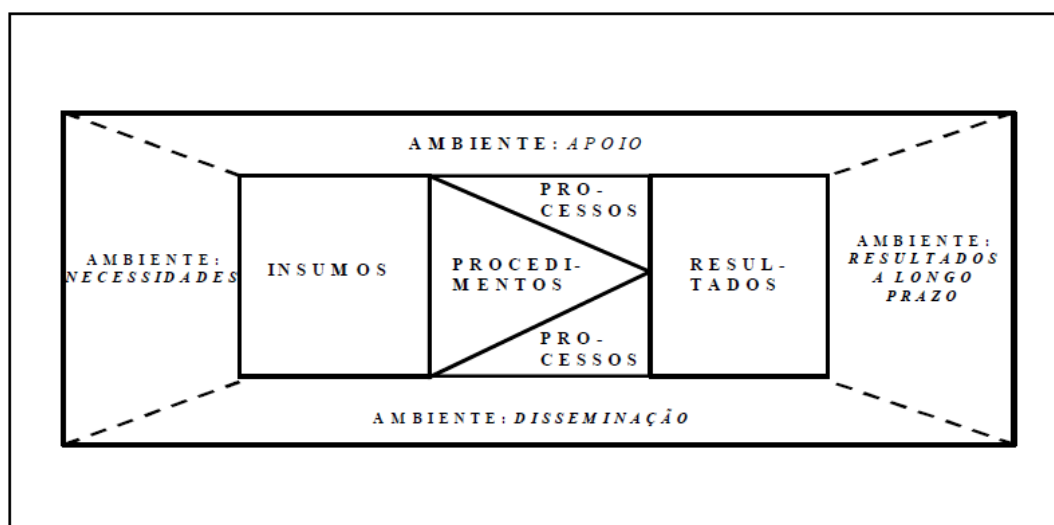 AMBIENTE: APOIO
PRO-
CESSOS
AMBIENTE:
NECESSIDADES
INSUMOS
PROCEDI-
MENTOS
RESUL-
TADOS
AMBIENTE:
RESULTADOS
A LONGO
PRAZO
PRO-
CESSOS
AMBIENTE: DISSEMINAÇÃO